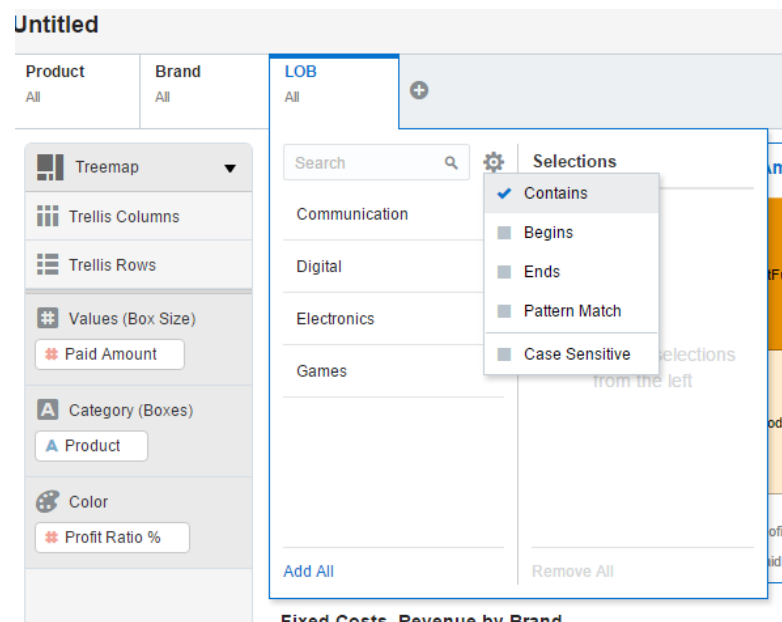 Untitled
Product
All
Brand
All
LOB
All
Treemap
Trellis Columns
Trellis Rows
Values (Box Size)
# Paid Amount
Category (Boxes)
A Product
Color
# Profit Ratio %
Search
Communication
Digital
Electronics
Games
Add All
Selections
Contains
Begins
Ends
Pattern Match
Case Sensitive
selections
from the left
Remove All
Fixed Costs, Revenue by Brand